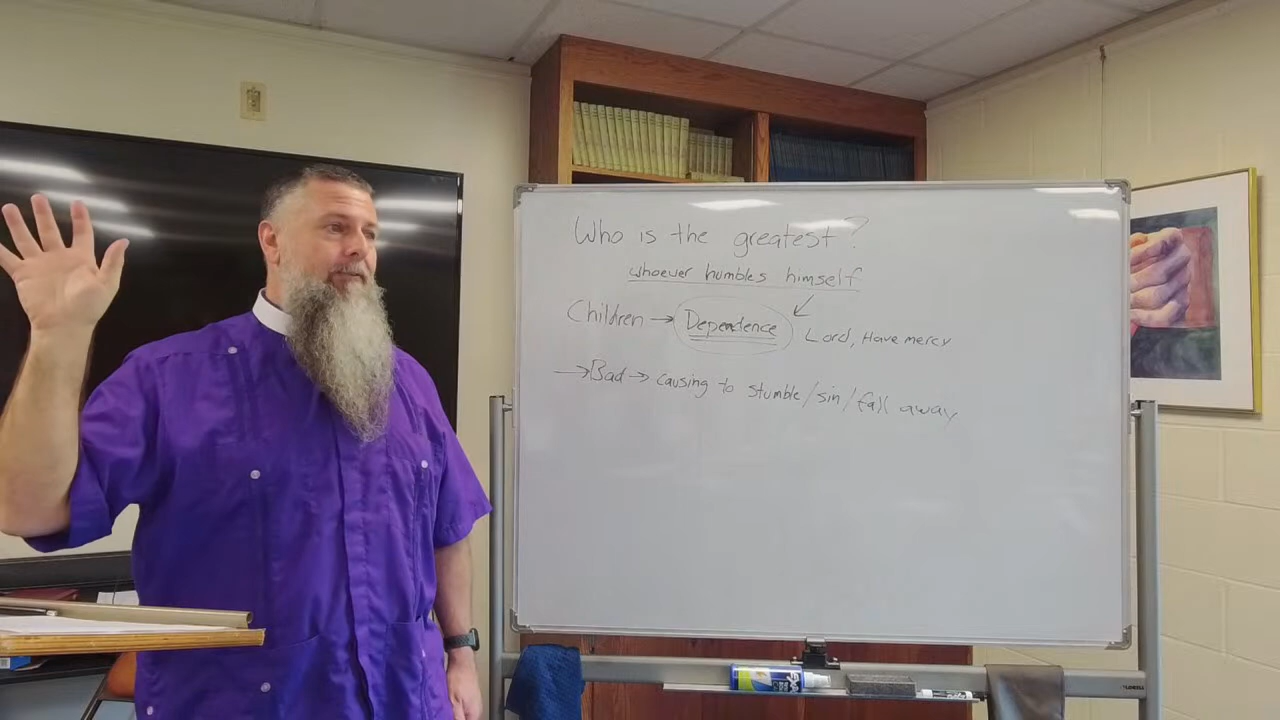 Who is the greatest?
whoever humbles himself
Children → Dependence
Lord, Have mercy
→ Bad → causing to stumble/sin/fall away